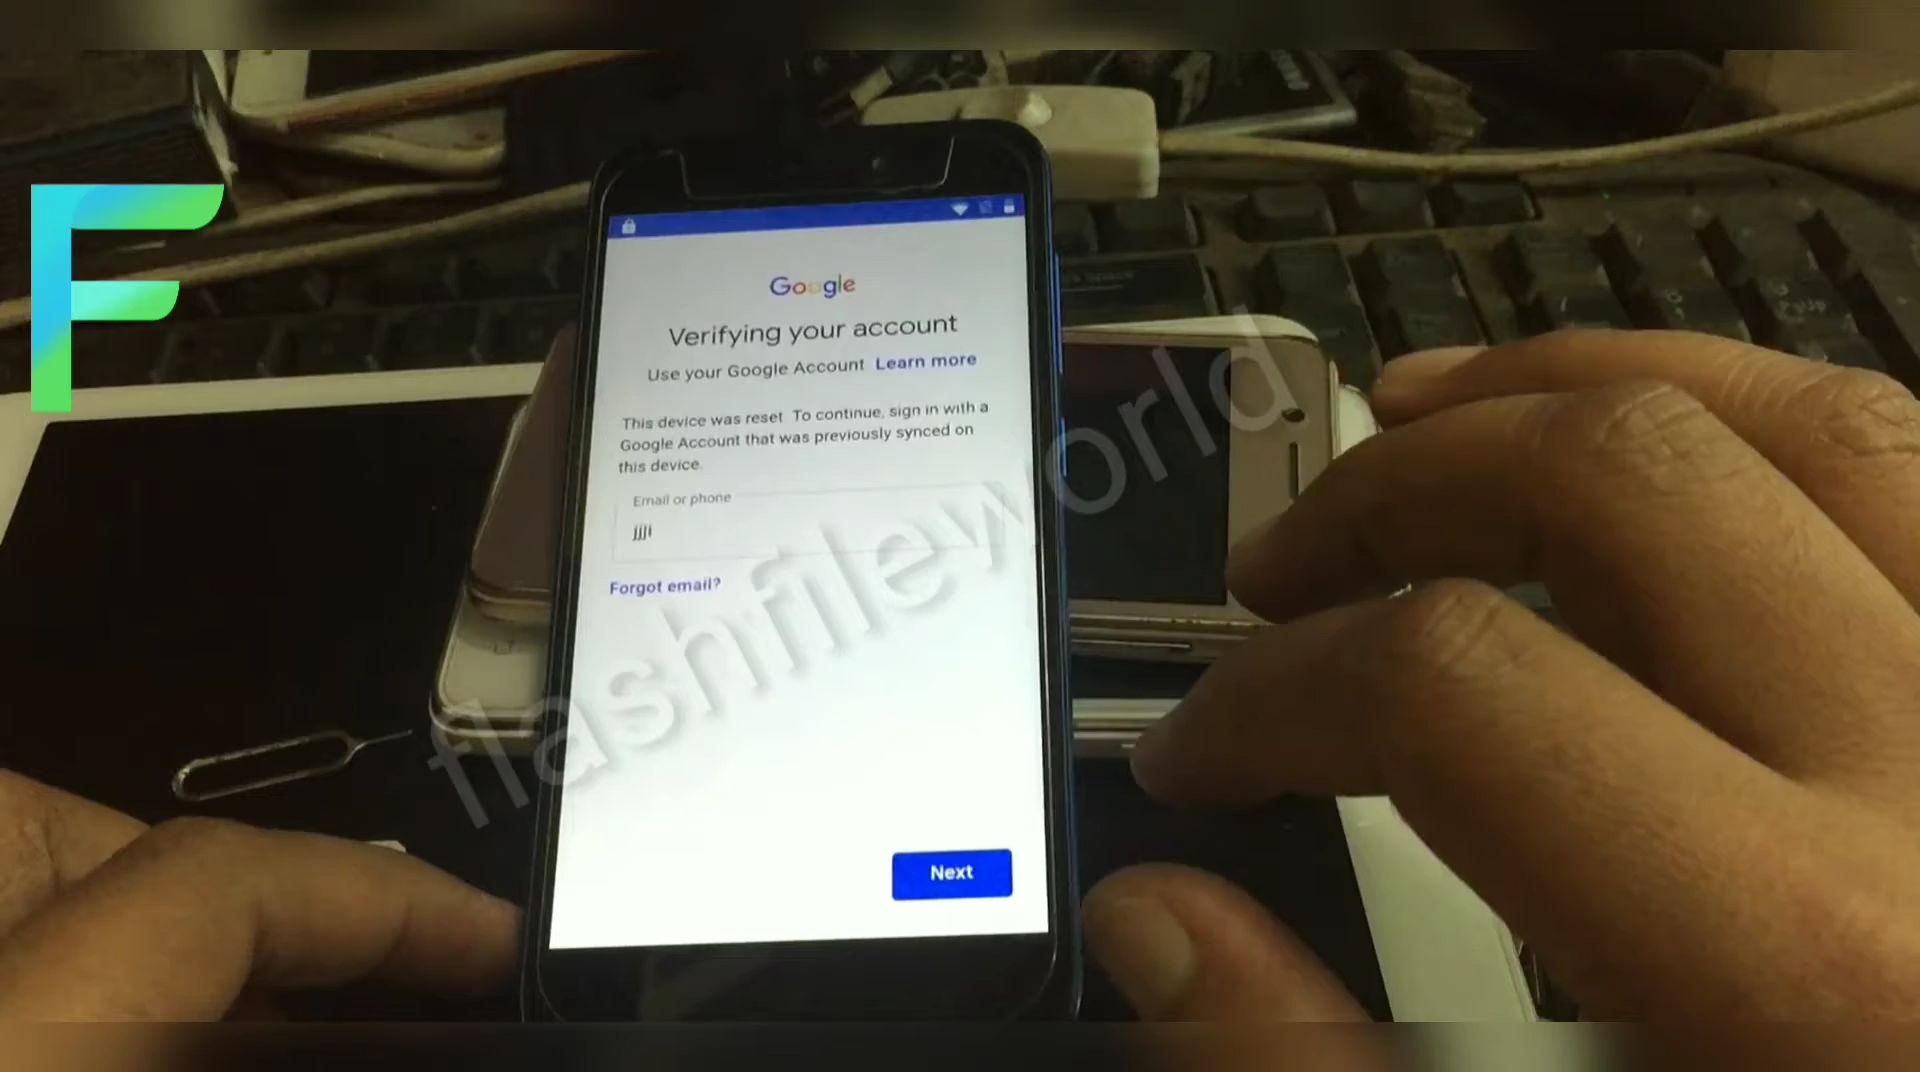 Google
Verifying your account
Use your Google Account Learn more
This device was reset To continue, sign in with a
Google Account that was previously synced on
this device.
Email or phone
jjjj
Forgot email?
Next
flashfileworld
F